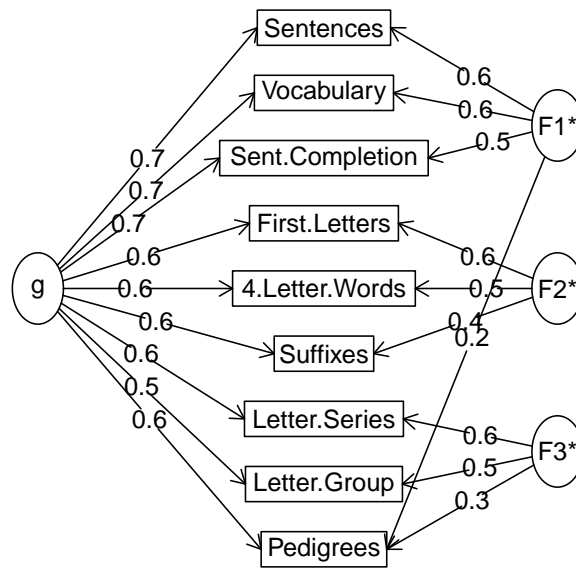 Sentences
0.6
Vocabulary
0.6
F1*
0.7
Sent.Completion
0.5
0.7
0.7
First.Letters
0.6
0.6
g
0.6
4.Letter.Words
0.5
F2*
0.6
0.4
0.2
Suffixes
0.6
0.5
Letter.Series
0.6
F3*
0.6
Letter.Group
0.5
0.3
Pedigrees